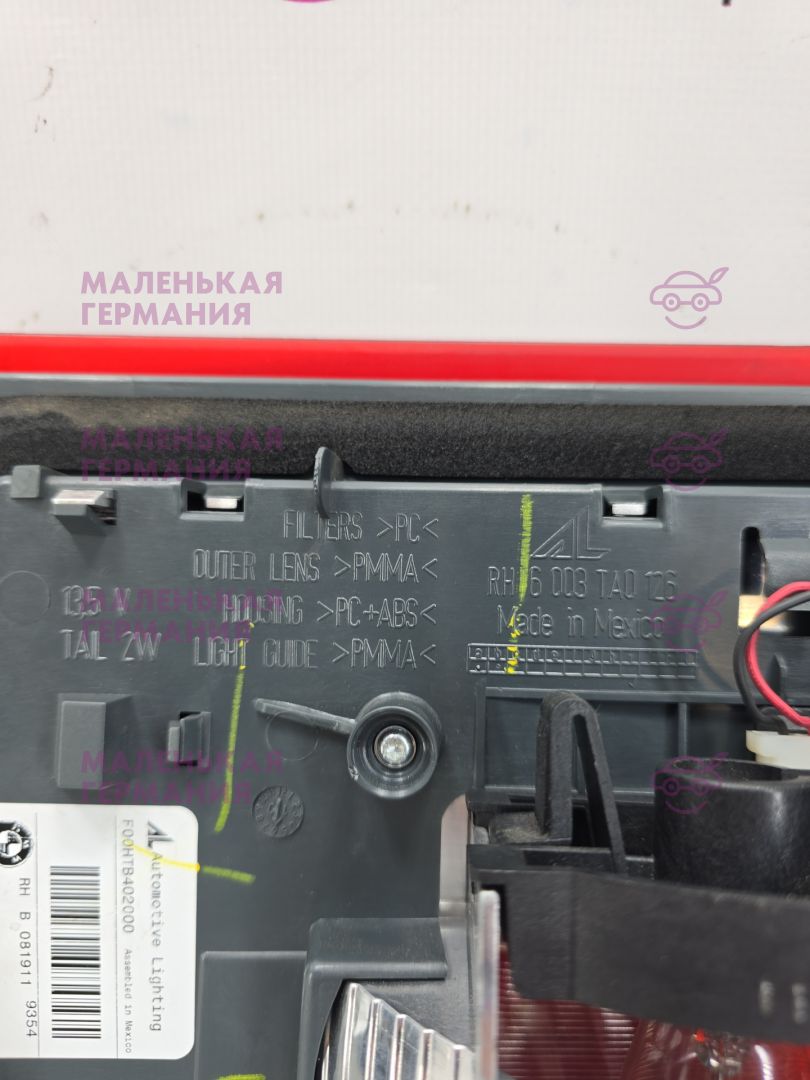 МАЛЕНЬКАЯ
ГЕРМАНИЯ
МАЛЕНЬКАЯ
ГЕРМАНИЯ
FILTERS >PC<
OUTER LENS >PMMA<
HOUSING >PC+ABS<
LIGHT GUIDE >PMMA<
13,5 V
TAIL 2W
AL
RH 6 003 TA0 126
Made in Mexico
МАЛЕНЬКАЯ
ГЕРМАНИЯ
AL Automotive Lighting
F00HTB402000 Assembled in Mexico
RH B 081911 9354
BMW
МАЛЕНЬКАЯ
ГЕРМАНИЯ